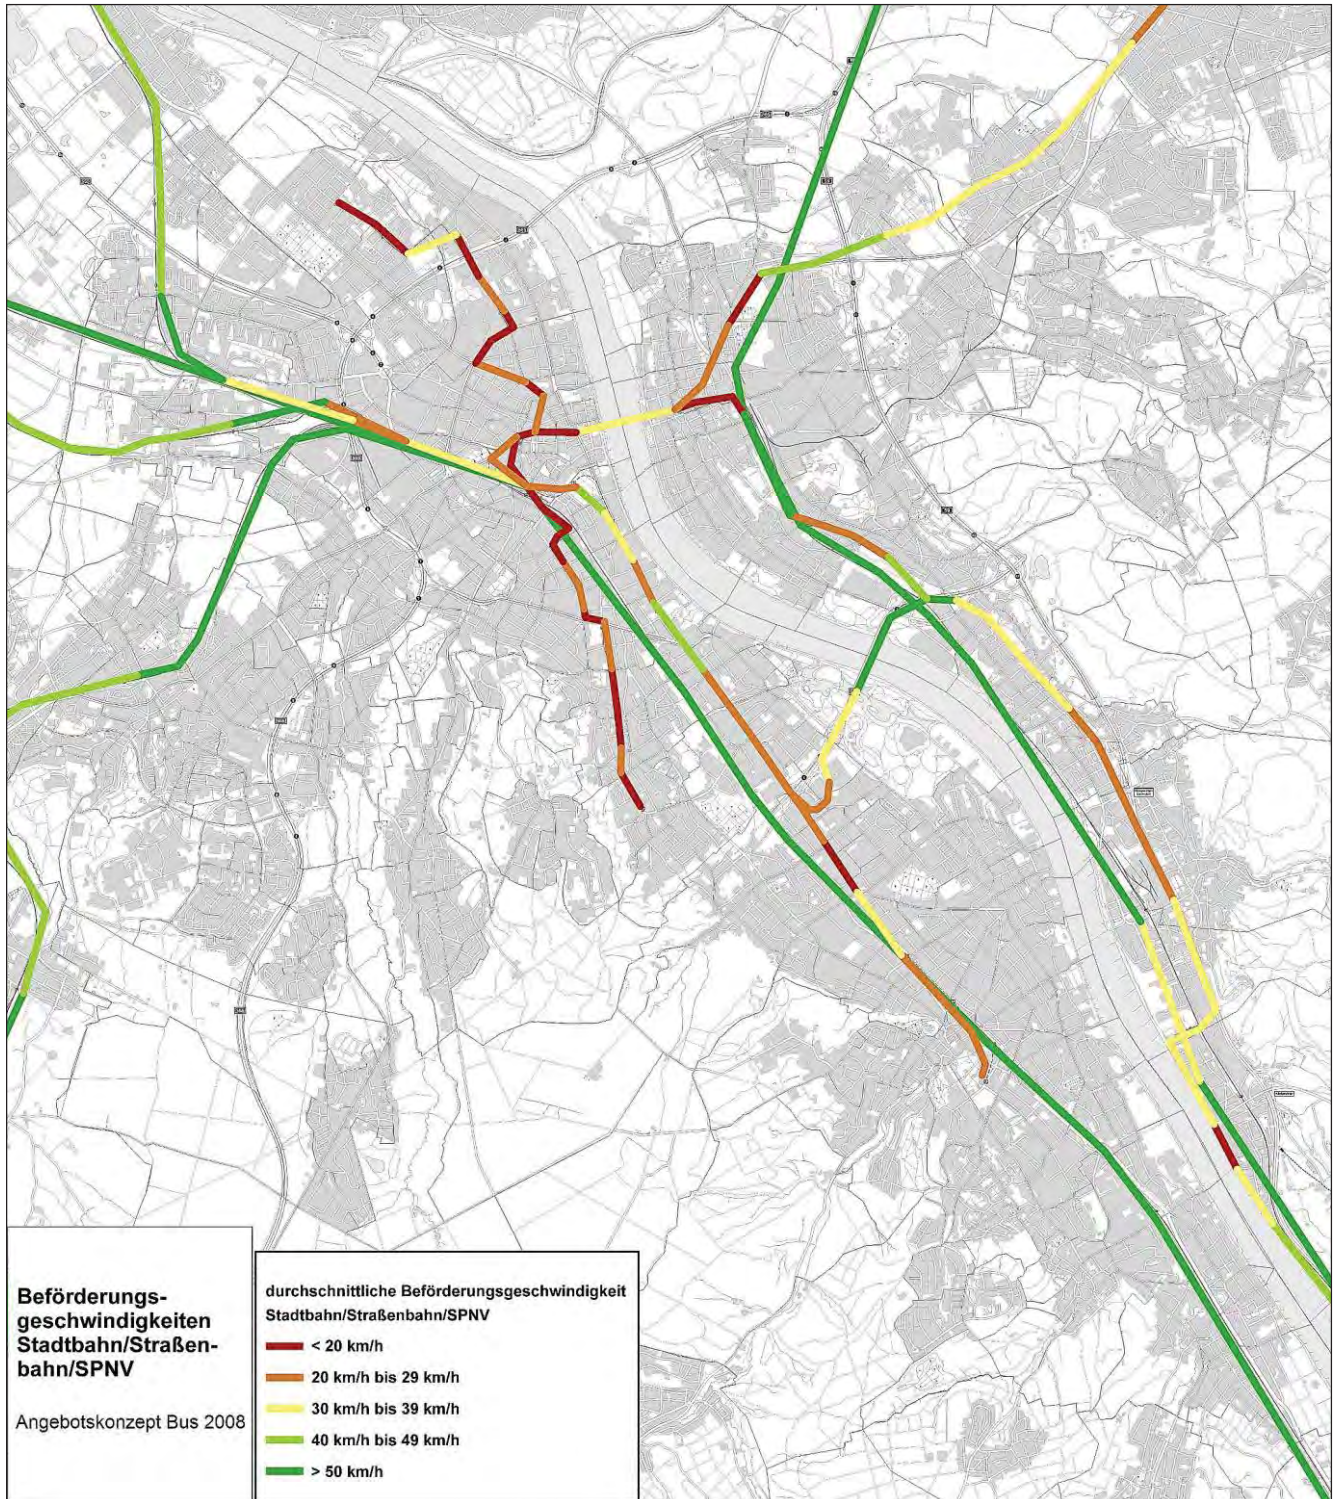 Beförderungs-
geschwindigkeiten
Stadtbahn/Straßen-
bahn/SPNV
Angebotskonzept Bus 2008
durchschnittliche Beförderungsgeschwindigkeit
Stadtbahn/Straßenbahn/SPNV
< 20 km/h
20 km/h bis 29 km/h
30 km/h bis 39 km/h
40 km/h bis 49 km/h
> 50 km/h